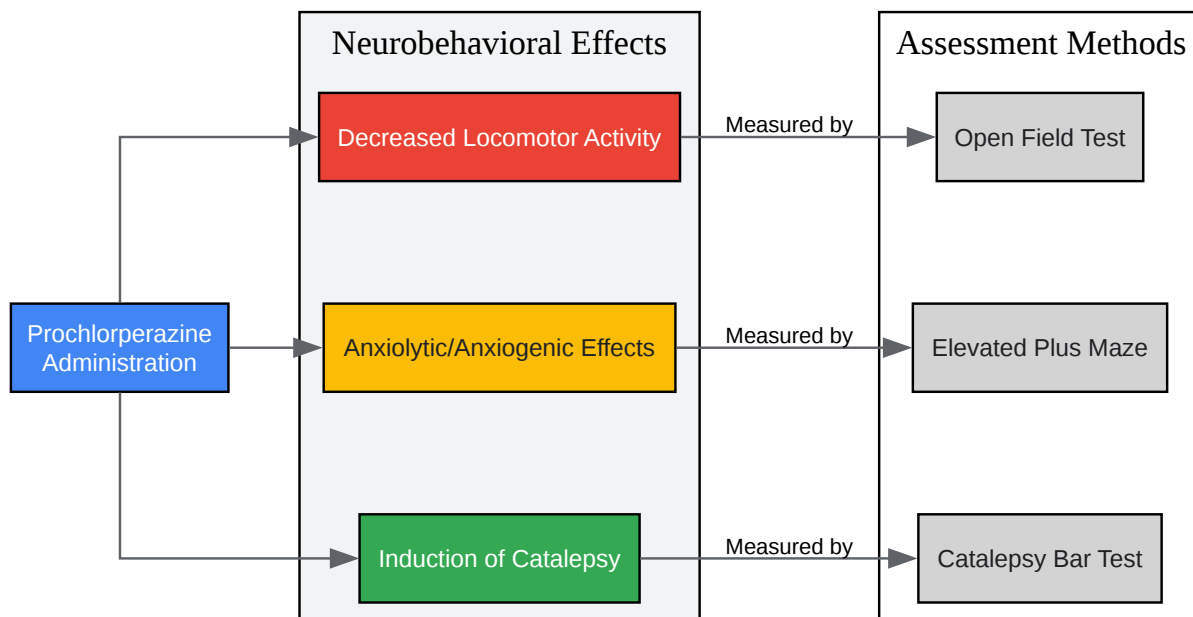 Neurobehavioral Effects
Assessment Methods
Decreased Locomotor Activity
Measured by
Open Field Test
Prochlorperazine
Administration
Anxiolytic/Anxiogenic Effects
Measured by
Elevated Plus Maze
Induction of Catalepsy
Measured by
Catalepsy Bar Test